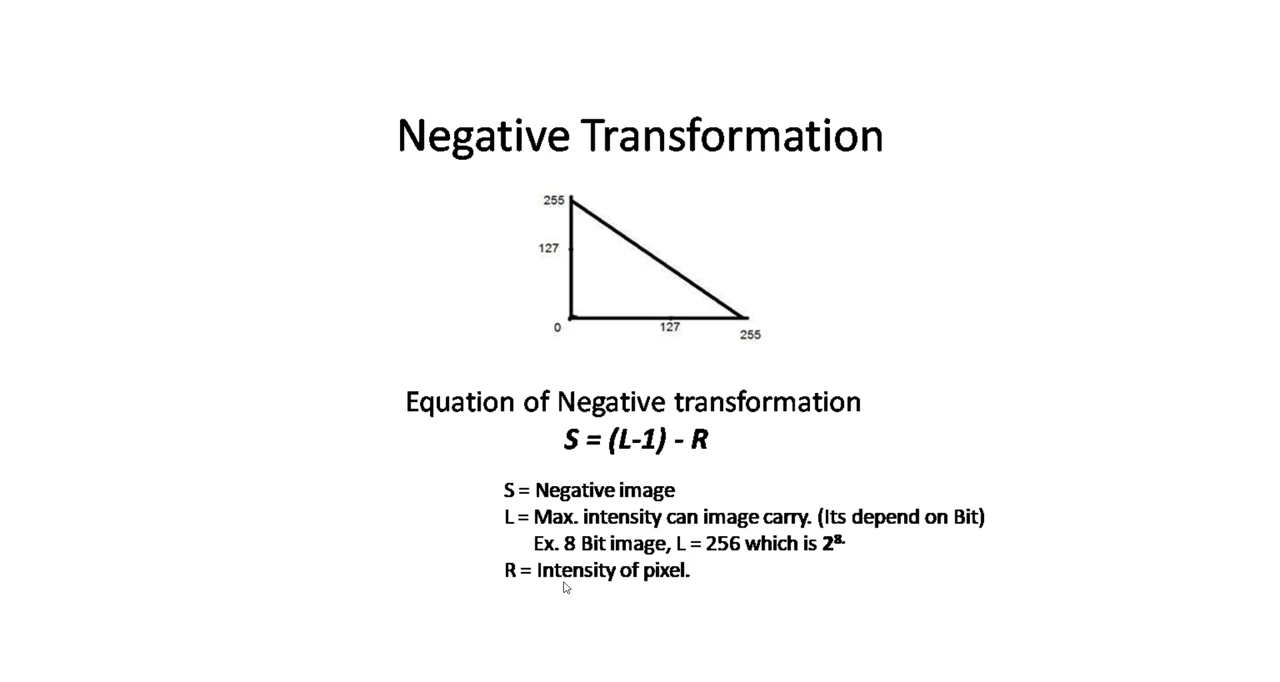 Negative Transformation
255
127
0
127
255
Equation of Negative transformation
S = (L-1) - R
S = Negative image
L = Max. intensity can image carry. (Its depend on Bit)
Ex. 8 Bit image, L = 256 which is 2⁸.
R = Intensity of pixel.